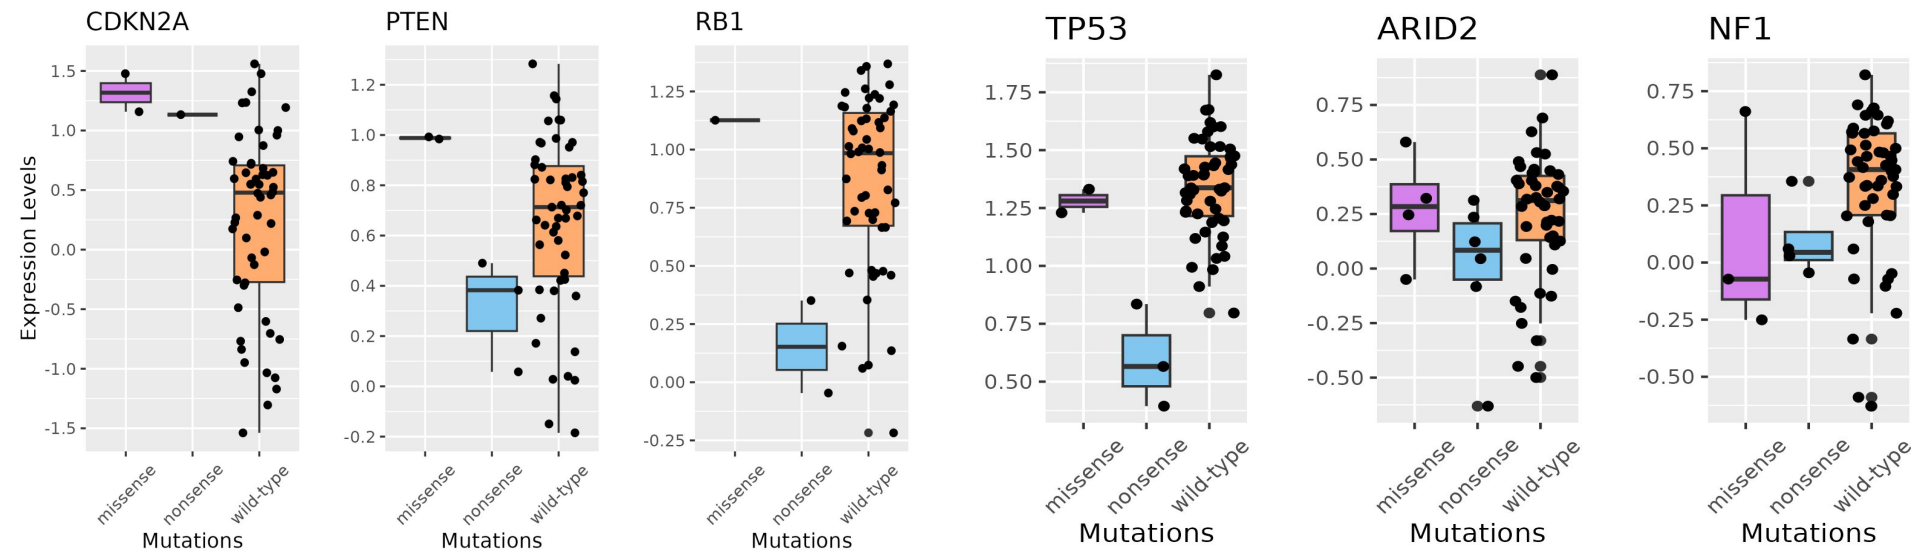 CDKN2A
Expression Levels
1.5
1.0
0.5
0.0
-0.5
-1.0
-1.5
missense
nonsense
wild-type
Mutations
PTEN
1.2
1.0
0.8
0.6
0.4
0.2
0.0
-0.2
missense
nonsense
wild-type
Mutations
RB1
1.25
1.00
0.75
0.50
0.25
0.00
-0.25
missense
nonsense
wild-type
Mutations
TP53
1.75
1.50
1.25
1.00
0.75
0.50
missense
nonsense
wild-type
Mutations
ARID2
0.75
0.50
0.25
0.00
-0.25
-0.50
missense
nonsense
wild-type
Mutations
NF1
0.75
0.50
0.25
0.00
-0.25
-0.50
missense
nonsense
wild-type
Mutations